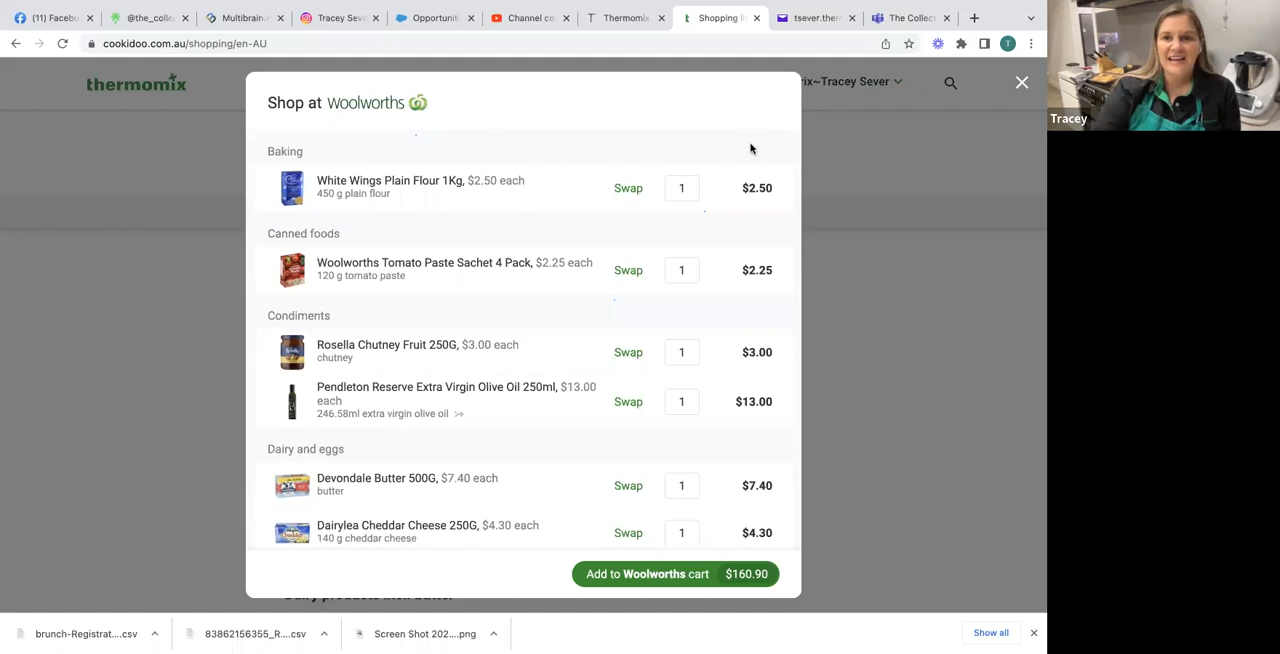 (11) Facebo
@the_colle
Multibrain.n
Tracey Seve
Opportuniti
Channel co
Thermomix
Shopping li
tsever.ther
The Collec
cookidoo.com.au/shopping/en-AU
T
thermomix
rix~Tracey Sever
Tracey
Shop at Woolworths
Baking
White Wings Plain Flour 1Kg, $2.50 each
450 g plain flour
Swap 1 $2.50
Canned foods
Woolworths Tomato Paste Sachet 4 Pack, $2.25 each
120 g tomato paste
Swap 1 $2.25
Condiments
Rosella Chutney Fruit 250G, $3.00 each
chutney
Swap 1 $3.00
Pendleton Reserve Extra Virgin Olive Oil 250ml, $13.00
each
246.58ml extra virgin olive oil
Swap 1 $13.00
Dairy and eggs
Devondale Butter 500G, $7.40 each
butter
Swap 1 $7.40
Dairylea Cheddar Cheese 250G, $4.30 each
140 g cheddar cheese
Swap 1 $4.30
Add to Woolworths cart $160.90
brunch-Registrat....csv
83862156355_R....csv
Screen Shot 202....png
Show all